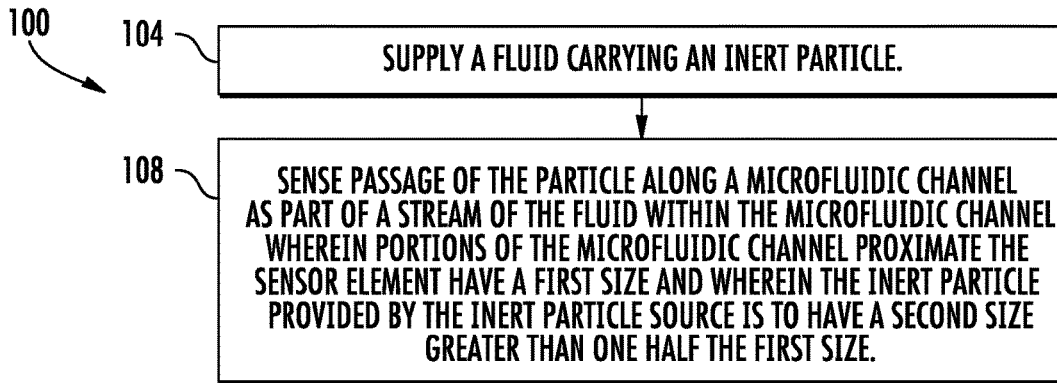 100
104
SUPPLY A FLUID CARRYING AN INERT PARTICLE.
108
SENSE PASSAGE OF THE PARTICLE ALONG A MICROFLUIDIC CHANNEL
AS PART OF A STREAM OF THE FLUID WITHIN THE MICROFLUIDIC CHANNEL
WHEREIN PORTIONS OF THE MICROFLUIDIC CHANNEL PROXIMATE THE
SENSOR ELEMENT HAVE A FIRST SIZE AND WHEREIN THE INERT PARTICLE
PROVIDED BY THE INERT PARTICLE SOURCE IS TO HAVE A SECOND SIZE
GREATER THAN ONE HALF THE FIRST SIZE.